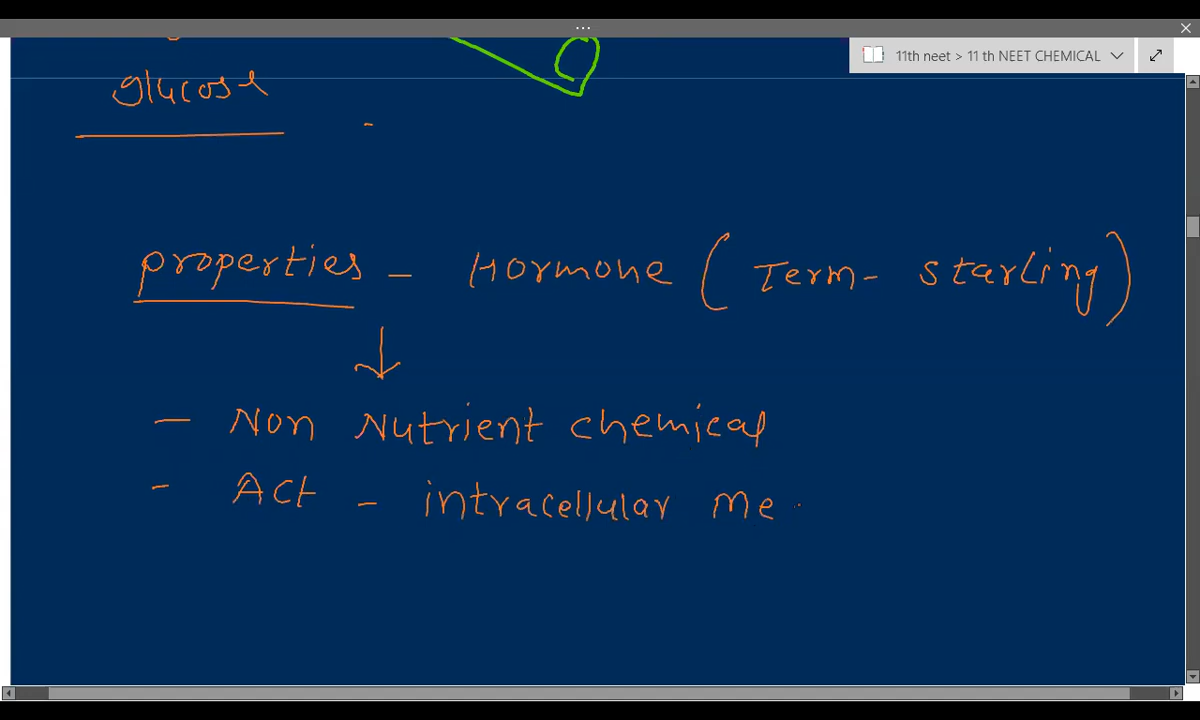 11th neet > 11 th NEET CHEMICAL
glucose
properties - Hormone (Term - Starling)
- Non Nutrient chemical
- Act - intracellular me